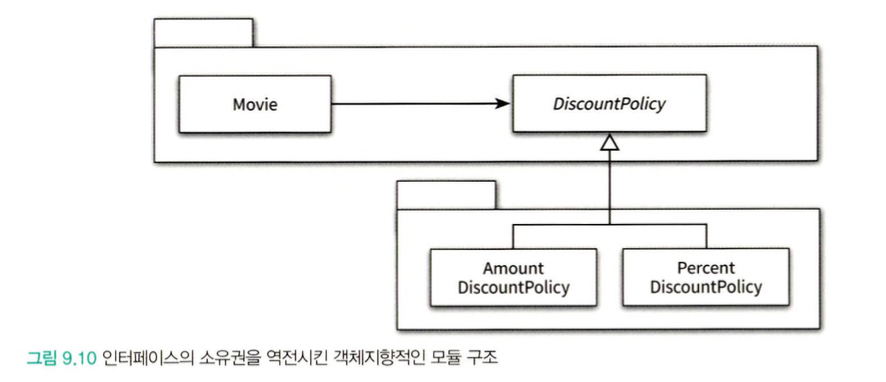 Movie
DiscountPolicy
Amount
DiscountPolicy
Percent
DiscountPolicy
그림 9.10 인터페이스의 소유권을 역전시킨 객체지향적인 모듈 구조